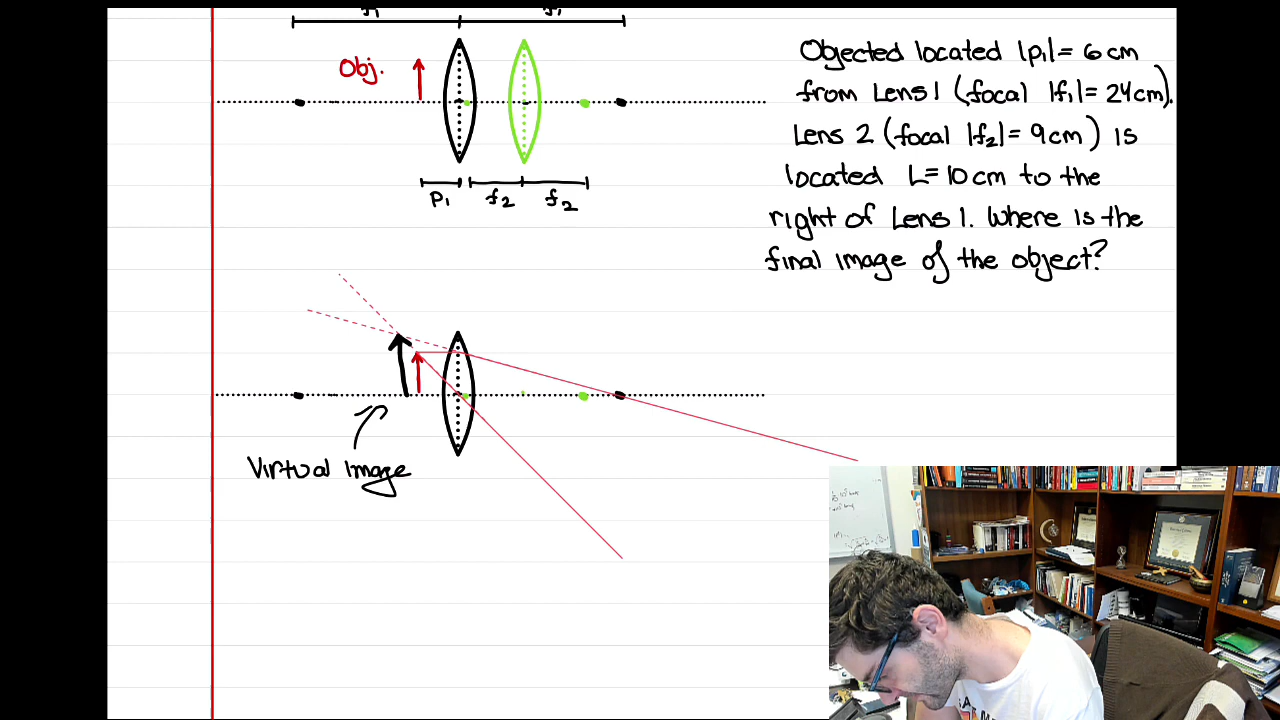 f₁ f₁
Obj.
P₁ f₂ f₂
Objected located |p₁| = 6 cm
from Lens 1 (focal |f₁| = 24 cm).
Lens 2 (focal |f₂| = 9 cm) is
located L = 10 cm to the
right of Lens 1. Where is the
final image of the object?
Virtual Image